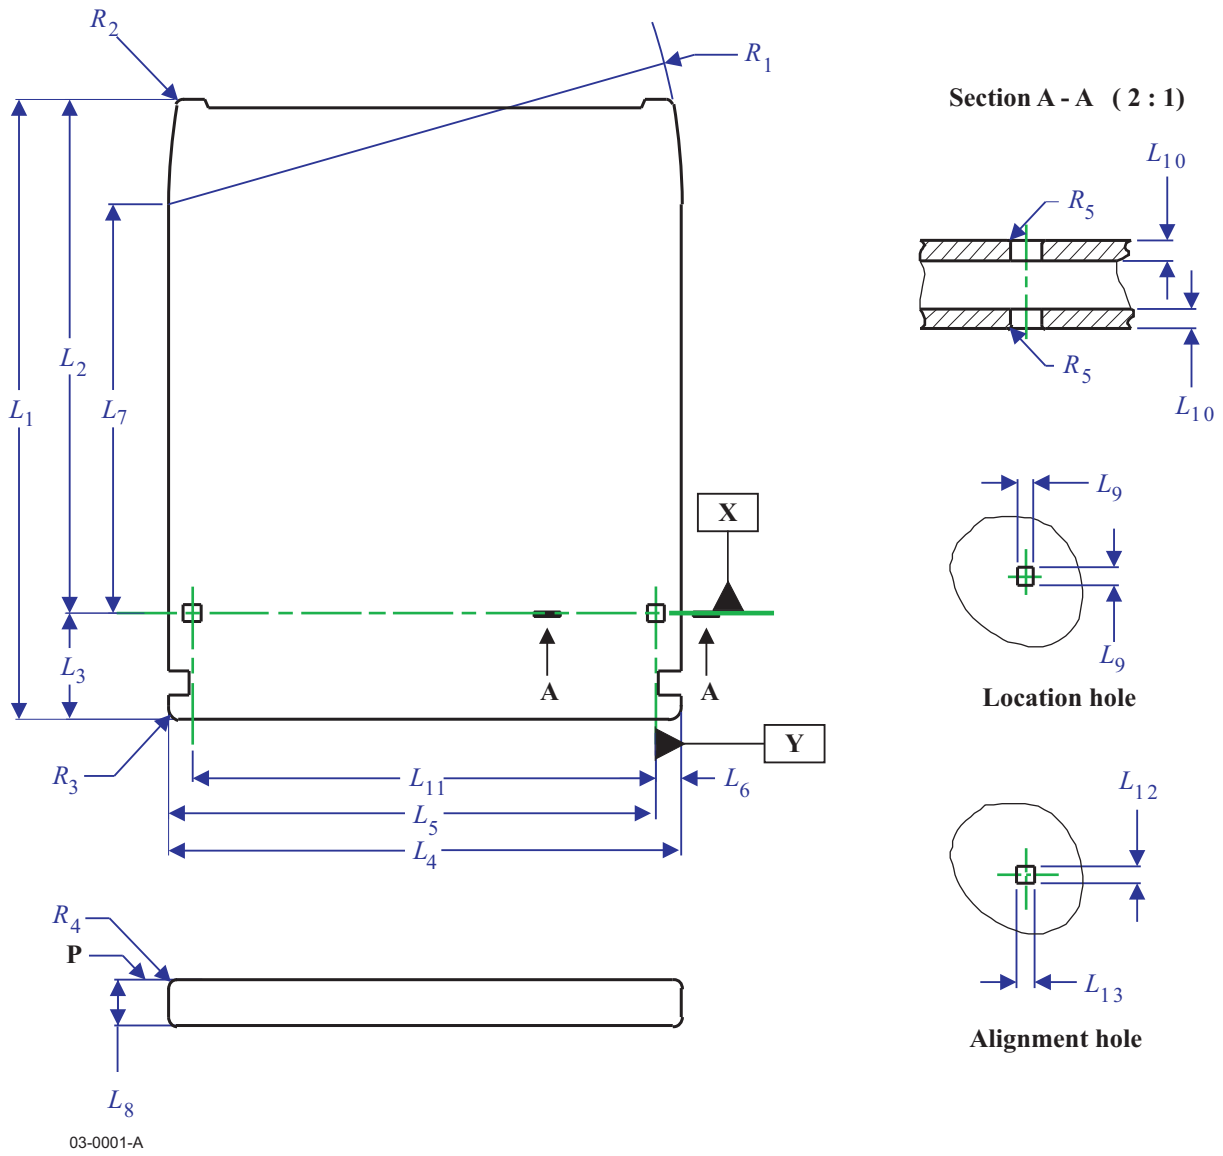 R2
R1
Section A - A ( 2 : 1)
L10
R5
L2
L1
L7
R5
L10
L9
X
L3
A
A
L9
Location hole
Y
R3
L11
L6
L5
L12
L4
R4
P
L13
Alignment hole
L8
03-0001-A